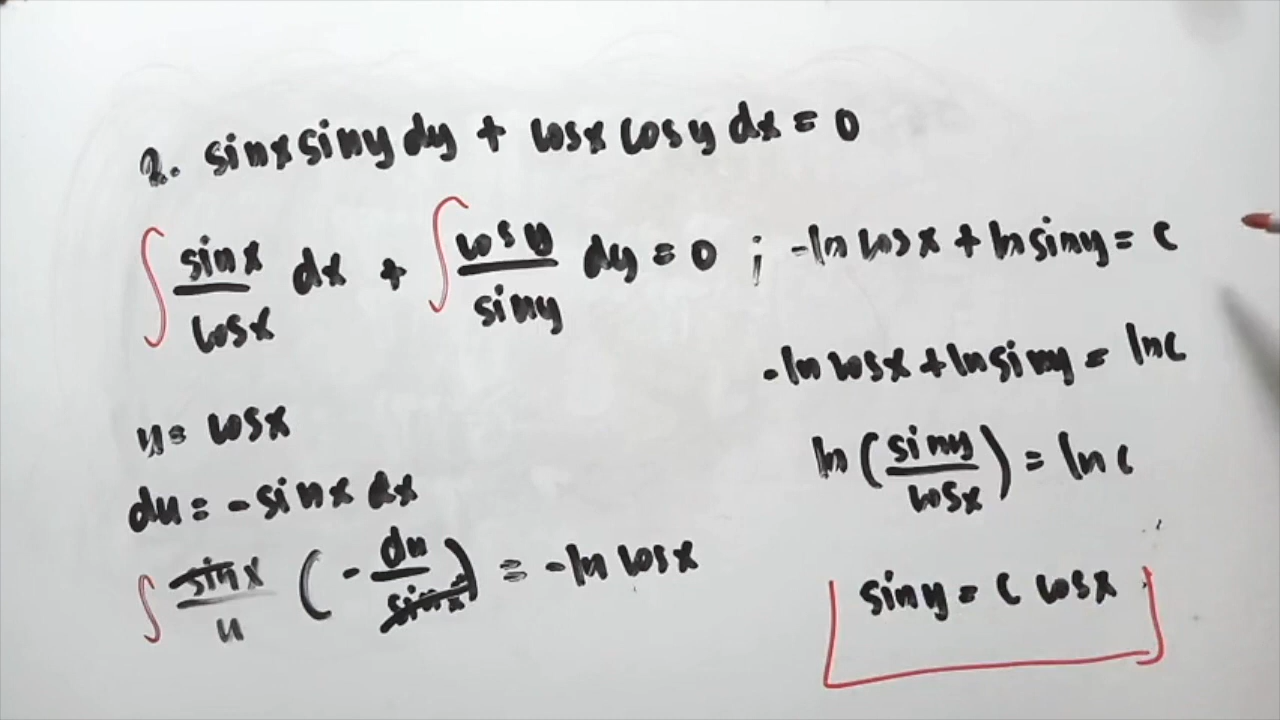 2. sinx siny dy + cosx cosy dx = 0
∫ sinx/cosx dx + ∫ cosy/siny dy = 0 ; -ln cosx + ln siny = c
-ln cosx + ln siny = ln c
u = cosx
ln (siny/cosx) = ln c
du = -sinx dx
∫ sinx/u (- du/sinx) = -ln cosx
siny = c cosx